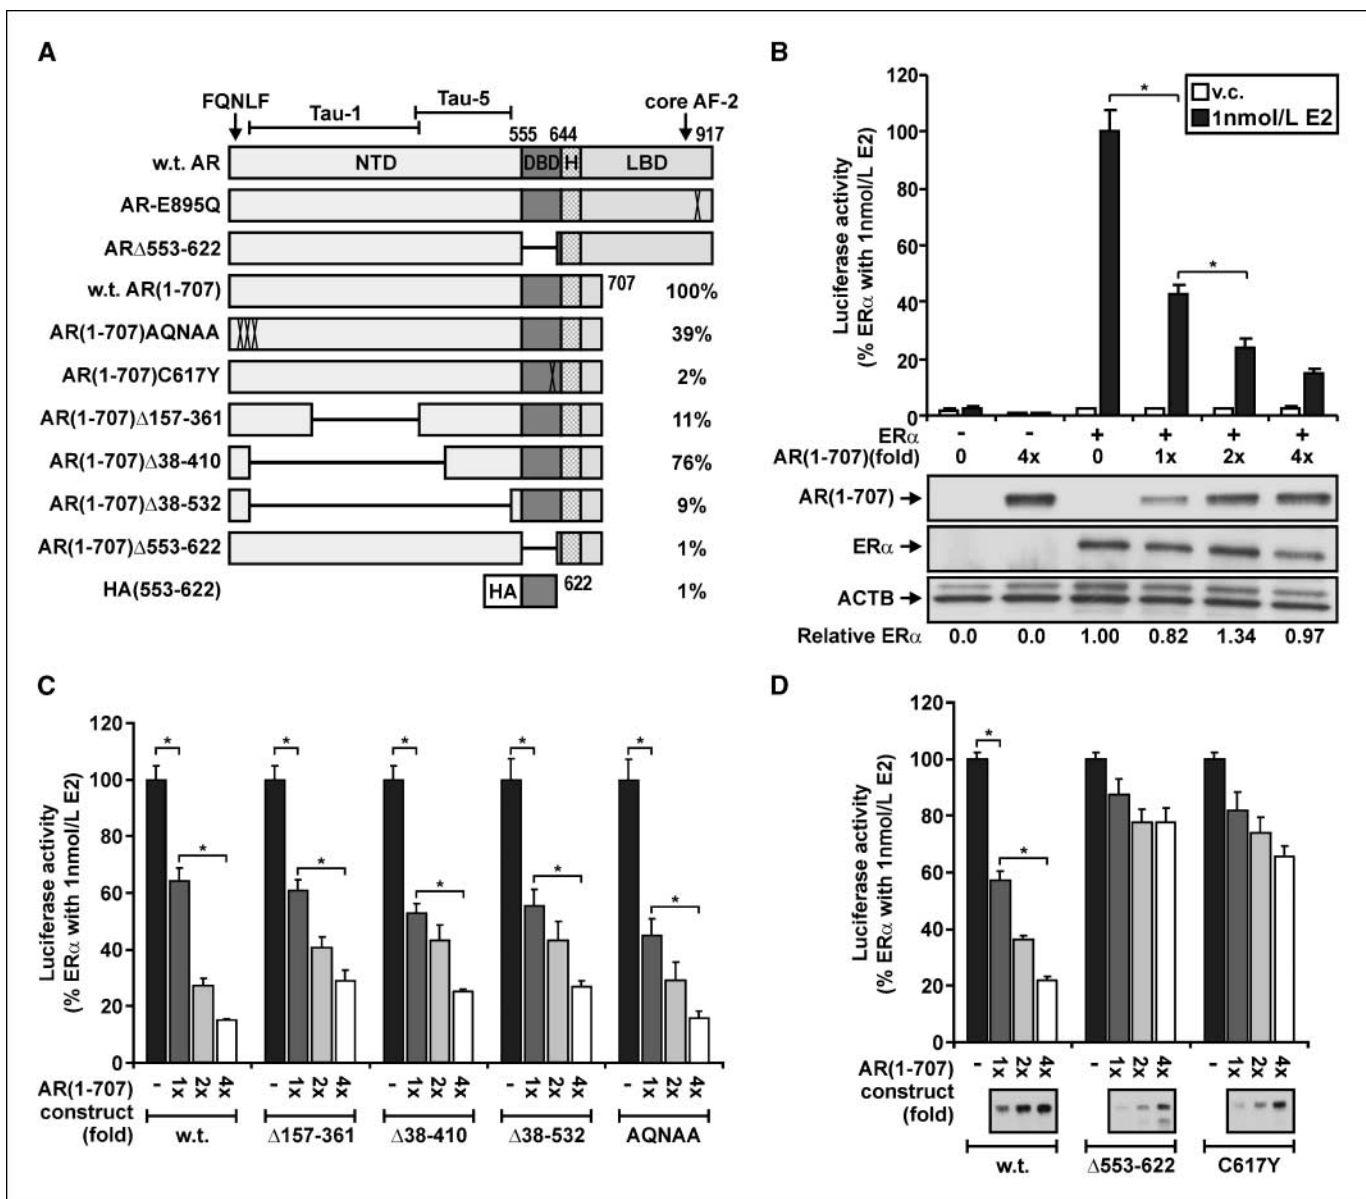 A
FQNLF Tau-1 Tau-5 core AF-2
555 644 917
w.t. AR NTD DBD H LBD
AR-E895Q
ARΔ553-622
w.t. AR(1-707) 707 100%
AR(1-707)AQNAA 39%
AR(1-707)C617Y 2%
AR(1-707)Δ157-361 11%
AR(1-707)Δ38-410 76%
AR(1-707)Δ38-532 9%
AR(1-707)Δ553-622 1%
HA(553-622) HA 622 1%
B
Luciferase activity
(% ERα with 1nmol/L E2)
120
100
80
60
40
20
0
v.c.
1nmol/L E2
*
*
ERα - - + + + +
AR(1-707)(fold) 0 4x 0 1x 2x 4x
AR(1-707)
ERα
ACTB
Relative ERα 0.0 0.0 1.00 0.82 1.34 0.97
C
Luciferase activity
(% ERα with 1nmol/L E2)
120
100
80
60
40
20
0
* * * * *
* * * * *
AR(1-707) - 1x 2x 4x - 1x 2x 4x - 1x 2x 4x - 1x 2x 4x - 1x 2x 4x
construct
(fold) w.t. Δ157-361 Δ38-410 Δ38-532 AQNAA
D
Luciferase activity
(% ERα with 1nmol/L E2)
120
100
80
60
40
20
0
*
*
AR(1-707) - 1x 2x 4x - 1x 2x 4x - 1x 2x 4x
construct
(fold)
w.t. Δ553-622 C617Y